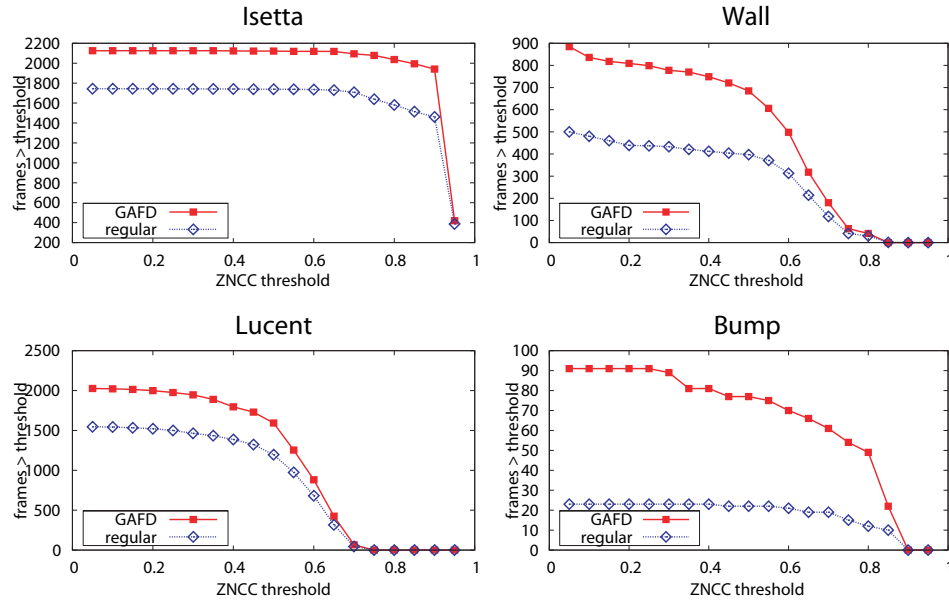 Isetta
2200
2000
1800
1600
1400
1200
1000
800
600
400
200
frames > threshold
GAFD
regular
0 0.2 0.4 0.6 0.8 1
ZNCC threshold
Wall
900
800
700
600
500
400
300
200
100
0
frames > threshold
GAFD
regular
0 0.2 0.4 0.6 0.8 1
ZNCC threshold
Lucent
2500
2000
1500
1000
500
0
frames > threshold
GAFD
regular
0 0.2 0.4 0.6 0.8 1
ZNCC threshold
Bump
100
90
80
70
60
50
40
30
20
10
0
frames > threshold
GAFD
regular
0 0.2 0.4 0.6 0.8 1
ZNCC threshold